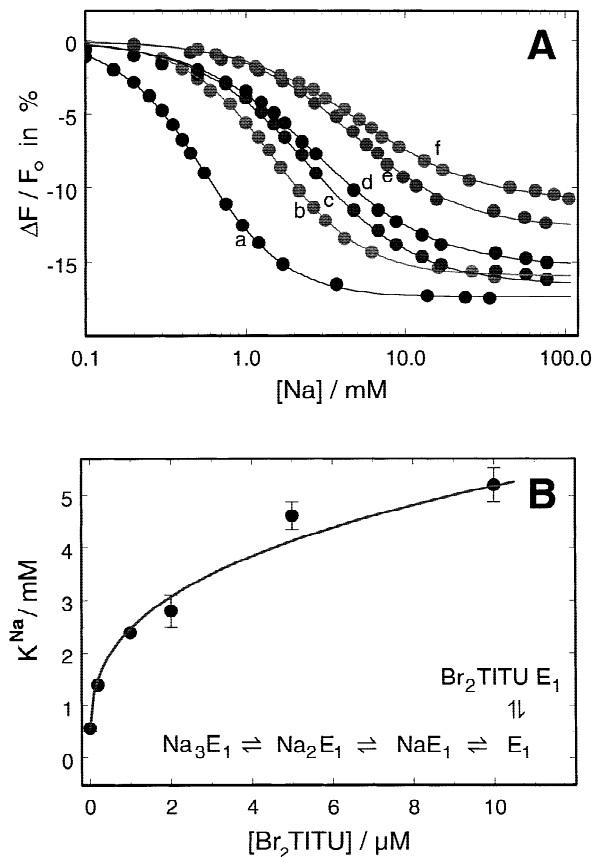 A
0
-5
-10
-15
ΔF / Fo in %
a
b
c
d
e
f
0.1 1.0 10.0 100.0
[Na] / mM
B
5
4
3
2
1
0
K^Na / mM
Br₂TITU E₁
⇌
Na₃E₁ ⇌ Na₂E₁ ⇌ NaE₁ ⇌ E₁
0 2 4 6 8 10
[Br₂TITU] / µM